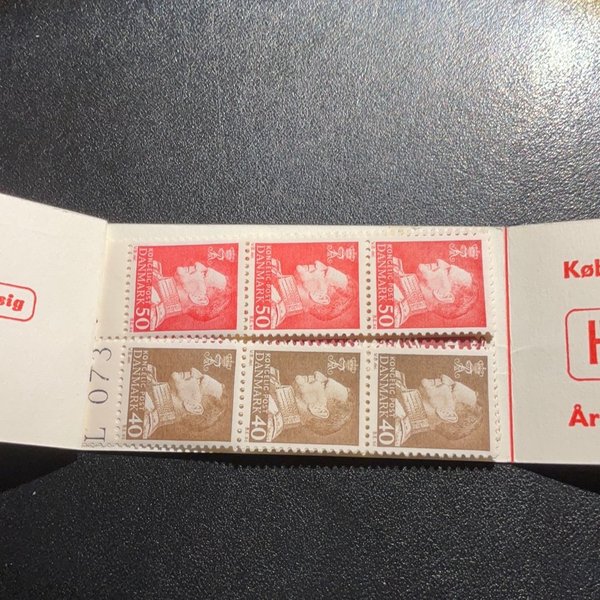 sig
L 073
KONGELIG POST
DANMARK 50
KONGELIG POST
DANMARK 50
KONGELIG POST
DANMARK 50
KONGELIG POST
DANMARK 40
KONGELIG POST
DANMARK 40
KONGELIG POST
DANMARK 40
Køb
H
År